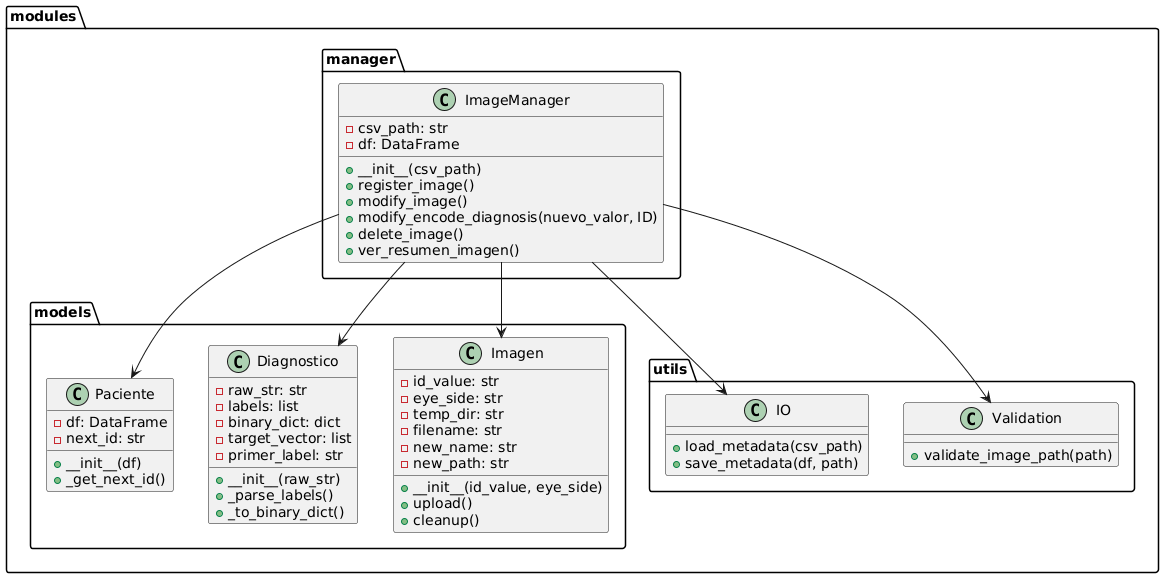 modules
manager
C ImageManager
csv_path: str
df: DataFrame
__init__(csv_path)
register_image()
modify_image()
modify_encode_diagnosis(nuevo_valor, ID)
delete_image()
ver_resumen_imagen()
models
C Paciente
df: DataFrame
next_id: str
__init__(df)
_get_next_id()
C Diagnostico
raw_str: str
labels: list
binary_dict: dict
target_vector: list
primer_label: str
__init__(raw_str)
_parse_labels()
_to_binary_dict()
C Imagen
id_value: str
eye_side: str
temp_dir: str
filename: str
new_name: str
new_path: str
__init__(id_value, eye_side)
upload()
cleanup()
utils
C IO
load_metadata(csv_path)
save_metadata(df, path)
C Validation
validate_image_path(path)